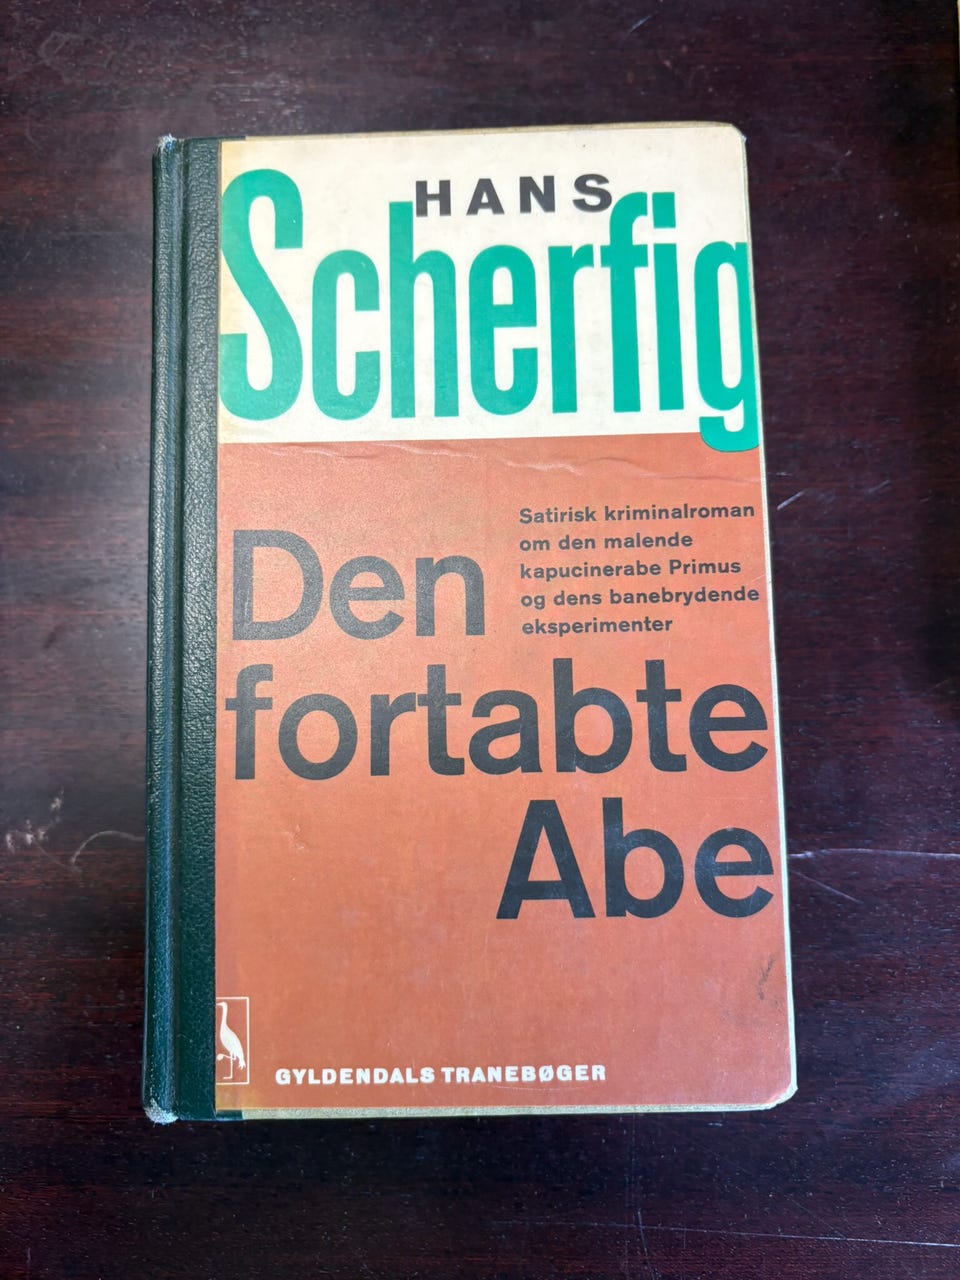 HANS
Scherfig
Satirisk kriminalroman
om den malende
kapucinerabe Primus
og dens banebrydende
eksperimenter
Den
fortabte
Abe
GYLDENDALS TRANEBØGER